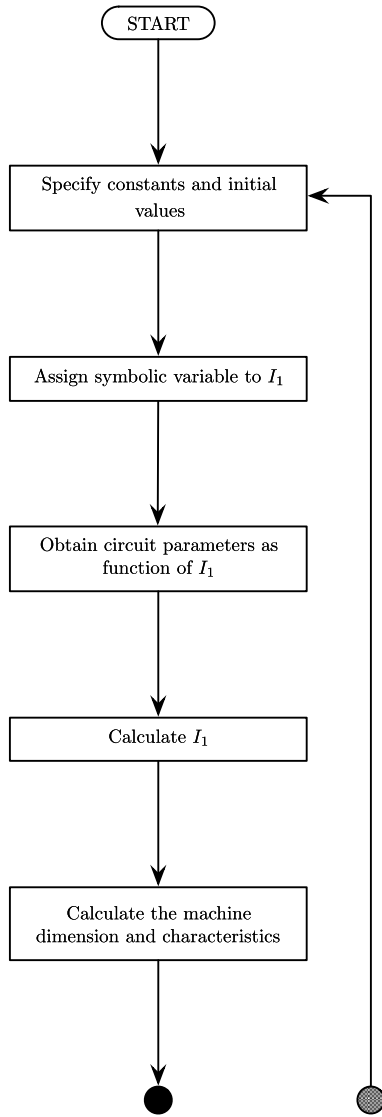 START
Specify constants and initial
values
Assign symbolic variable to I₁
Obtain circuit parameters as
function of I₁
Calculate I₁
Calculate the machine
dimension and characteristics